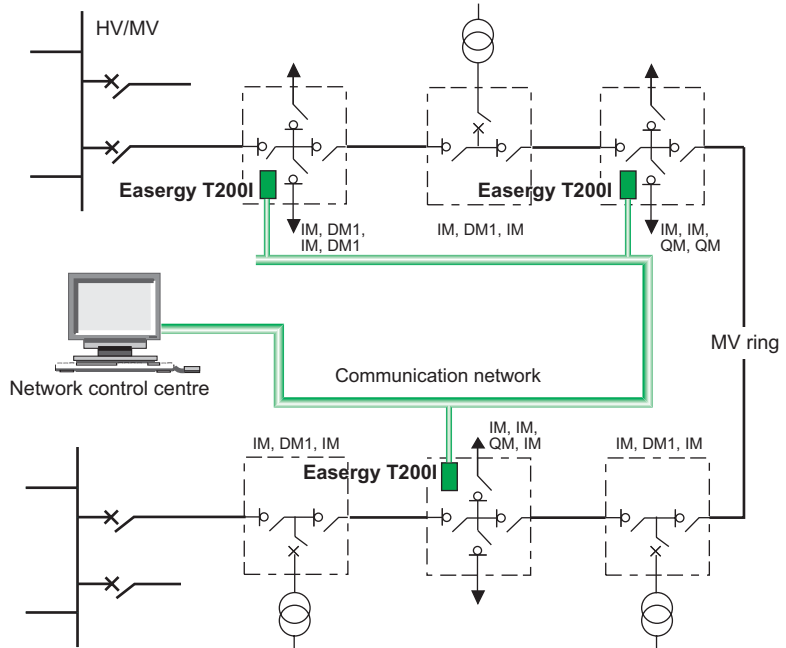 HV/MV
Easergy T200I
Easergy T200I
IM, DM1,
IM, DM1
IM, DM1, IM
IM, IM,
QM, QM
MV ring
Network control centre
Communication network
IM, DM1, IM
IM, IM,
QM, IM
IM, DM1, IM
Easergy T200I